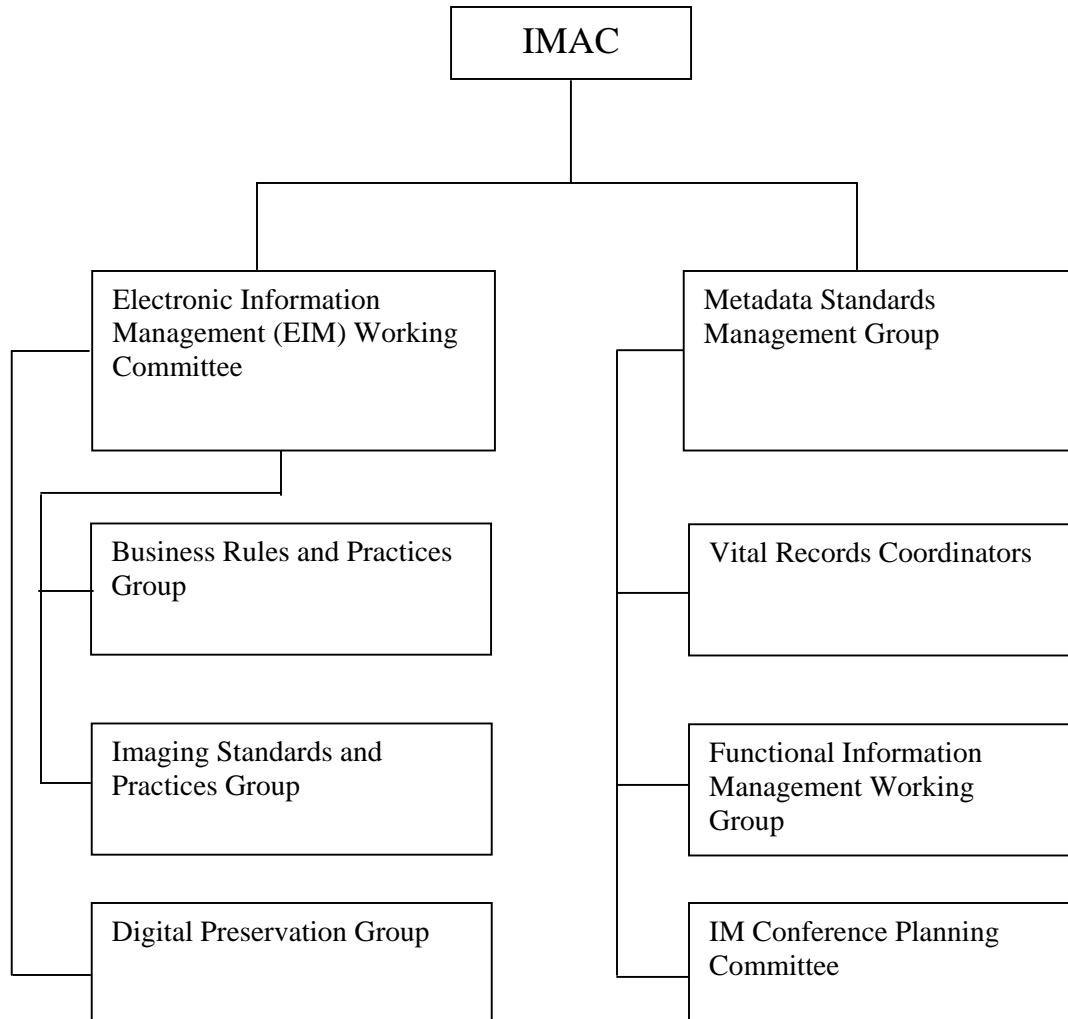 IMAC
Electronic Information
Management (EIM) Working
Committee
Metadata Standards
Management Group
Business Rules and Practices
Group
Vital Records Coordinators
Imaging Standards and
Practices Group
Functional Information
Management Working
Group
Digital Preservation Group
IM Conference Planning
Committee